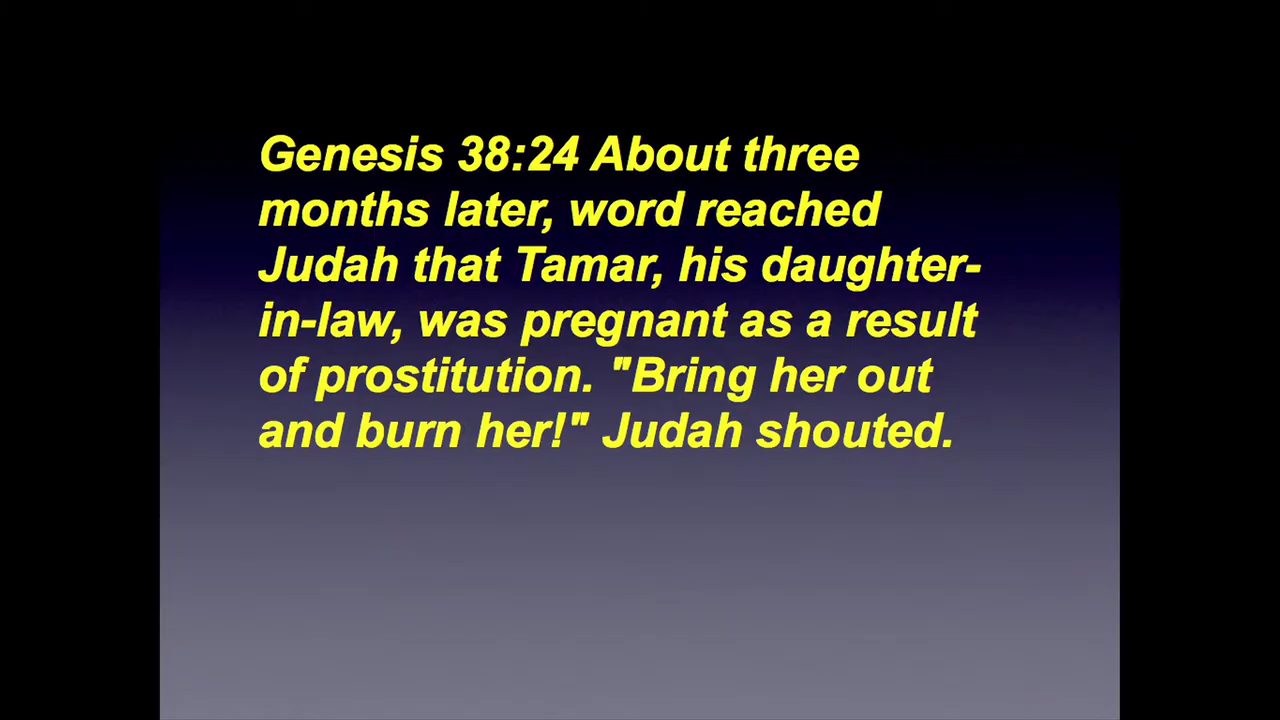 Genesis 38:24 About three
months later, word reached
Judah that Tamar, his daughter-
in-law, was pregnant as a result
of prostitution. "Bring her out
and burn her!" Judah shouted.